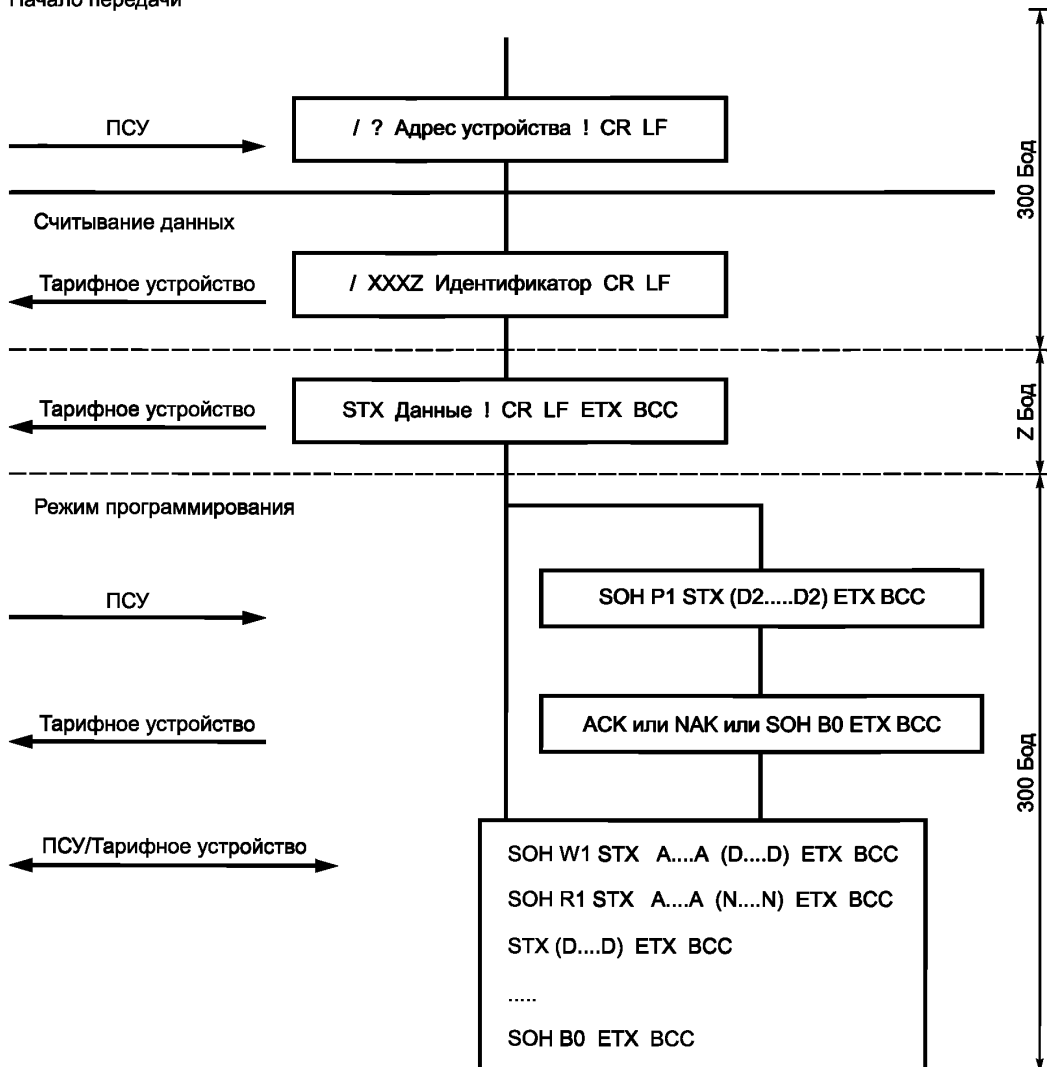 Начало передачи
ПСУ
/ ? Адрес устройства ! CR LF
300 Бод
Считывание данных
Тарифное устройство
/ XXXZ Идентификатор CR LF
Тарифное устройство
STX Данные ! CR LF ETX BCC
Z Бод
Режим программирования
ПСУ
SOH P1 STX (D2.....D2) ETX BCC
Тарифное устройство
ACK или NAK или SOH B0 ETX BCC
300 Бод
ПСУ/Тарифное устройство
SOH W1 STX A....A (D....D) ETX BCC
SOH R1 STX A....A (N....N) ETX BCC
STX (D....D) ETX BCC
.....
SOH B0 ETX BCC